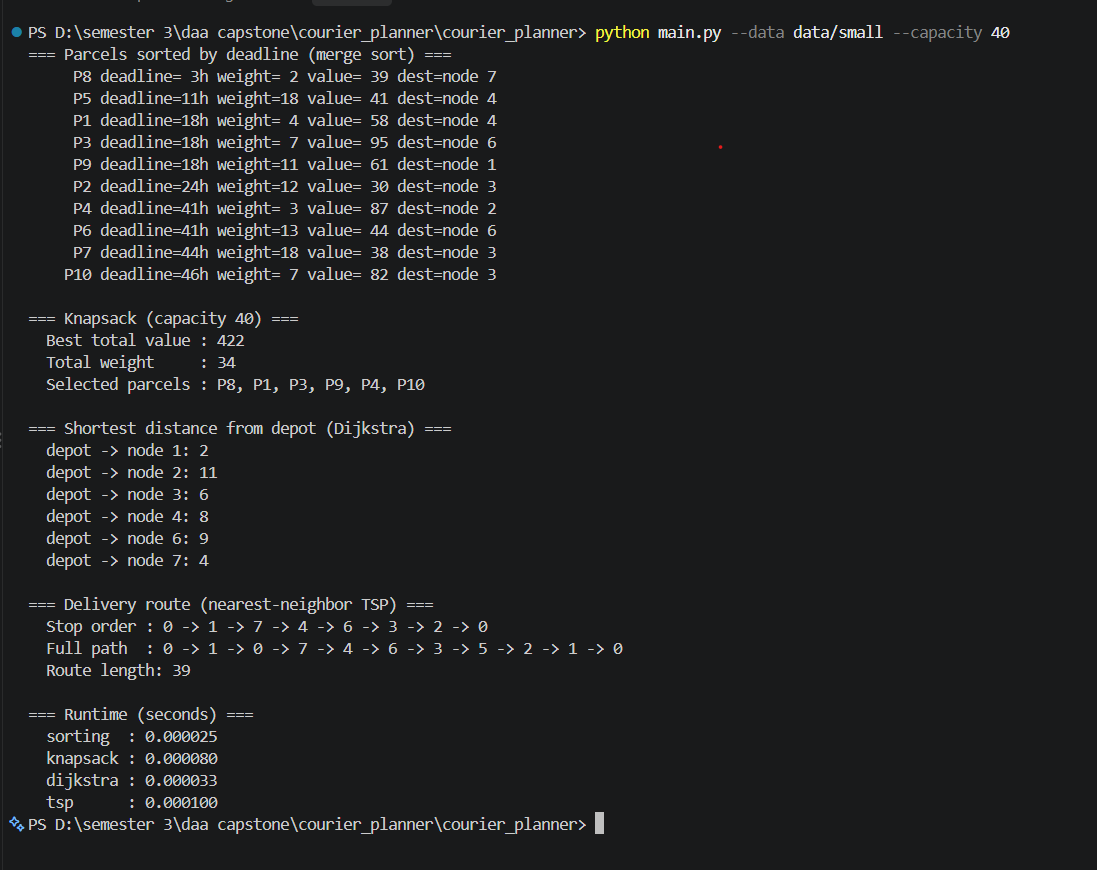 PS D:\semester 3\daa capstone\courier_planner\courier_planner> python main.py --data data/small --capacity 40
=== Parcels sorted by deadline (merge sort) ===
     P8 deadline= 3h weight= 2 value= 39 dest=node 7
     P5 deadline=11h weight=18 value= 41 dest=node 4
     P1 deadline=18h weight= 4 value= 58 dest=node 4
     P3 deadline=18h weight= 7 value= 95 dest=node 6
     P9 deadline=18h weight=11 value= 61 dest=node 1
     P2 deadline=24h weight=12 value= 30 dest=node 3
     P4 deadline=41h weight= 3 value= 87 dest=node 2
     P6 deadline=41h weight=13 value= 44 dest=node 6
     P7 deadline=44h weight=18 value= 38 dest=node 3
    P10 deadline=46h weight= 7 value= 82 dest=node 3

=== Knapsack (capacity 40) ===
  Best total value : 422
  Total weight     : 34
  Selected parcels : P8, P1, P3, P9, P4, P10

=== Shortest distance from depot (Dijkstra) ===
  depot -> node 1: 2
  depot -> node 2: 11
  depot -> node 3: 6
  depot -> node 4: 8
  depot -> node 6: 9
  depot -> node 7: 4

=== Delivery route (nearest-neighbor TSP) ===
  Stop order : 0 -> 1 -> 7 -> 4 -> 6 -> 3 -> 2 -> 0
  Full path  : 0 -> 1 -> 0 -> 7 -> 4 -> 6 -> 3 -> 5 -> 2 -> 1 -> 0
  Route length: 39

=== Runtime (seconds) ===
  sorting  : 0.000025
  knapsack : 0.000080
  dijkstra : 0.000033
  tsp      : 0.000100
PS D:\semester 3\daa capstone\courier_planner\courier_planner>